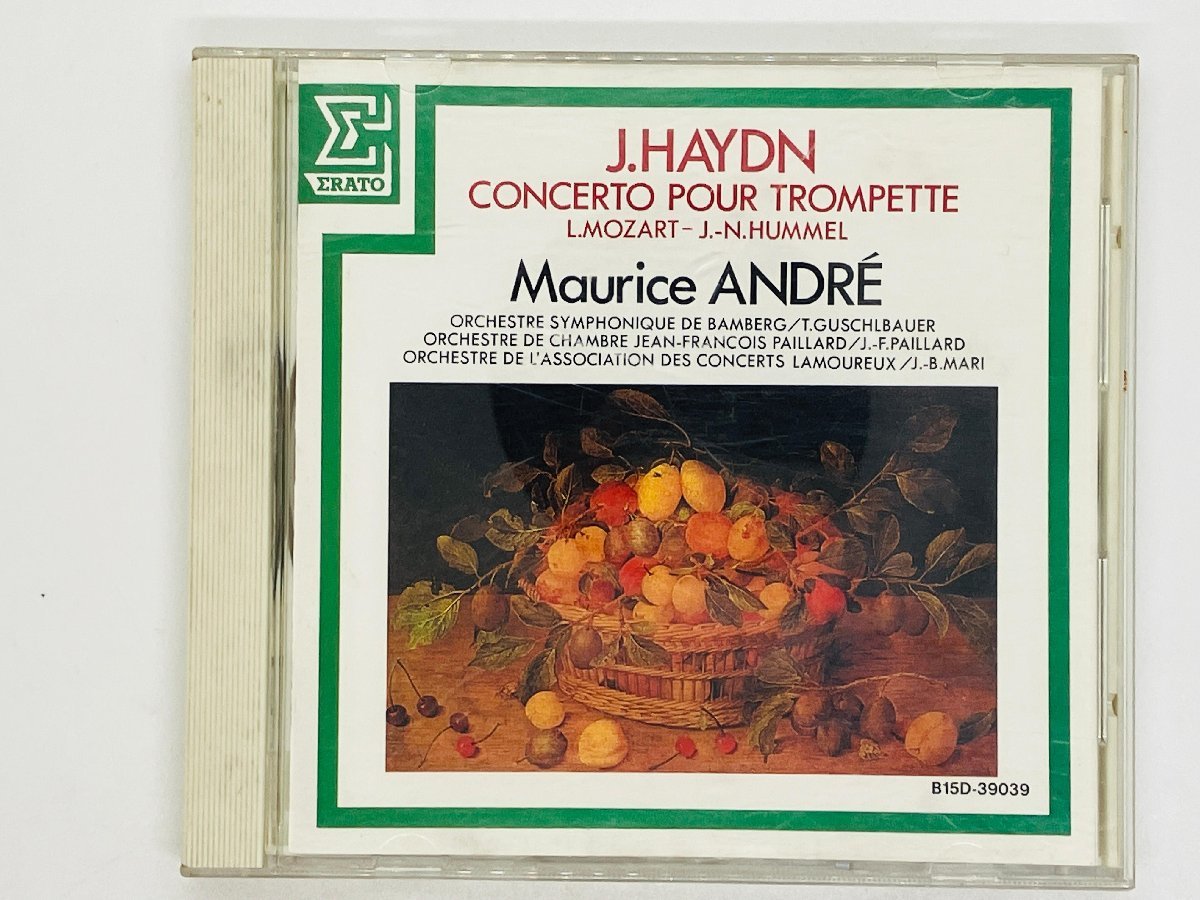 ΣRATO
J.HAYDN
CONCERTO POUR TROMPETTE
L.MOZART–J.-N.HUMMEL
Maurice ANDRÉ
ORCHESTRE SYMPHONIQUE DE BAMBERG/T.GUSCHLBAUER
ORCHESTRE DE CHAMBRE JEAN-FRANCOIS PAILLARD/J.-F.PAILLARD
ORCHESTRE DE L'ASSOCIATION DES CONCERTS LAMOUREUX/J.-B.MARI
B15D-39039